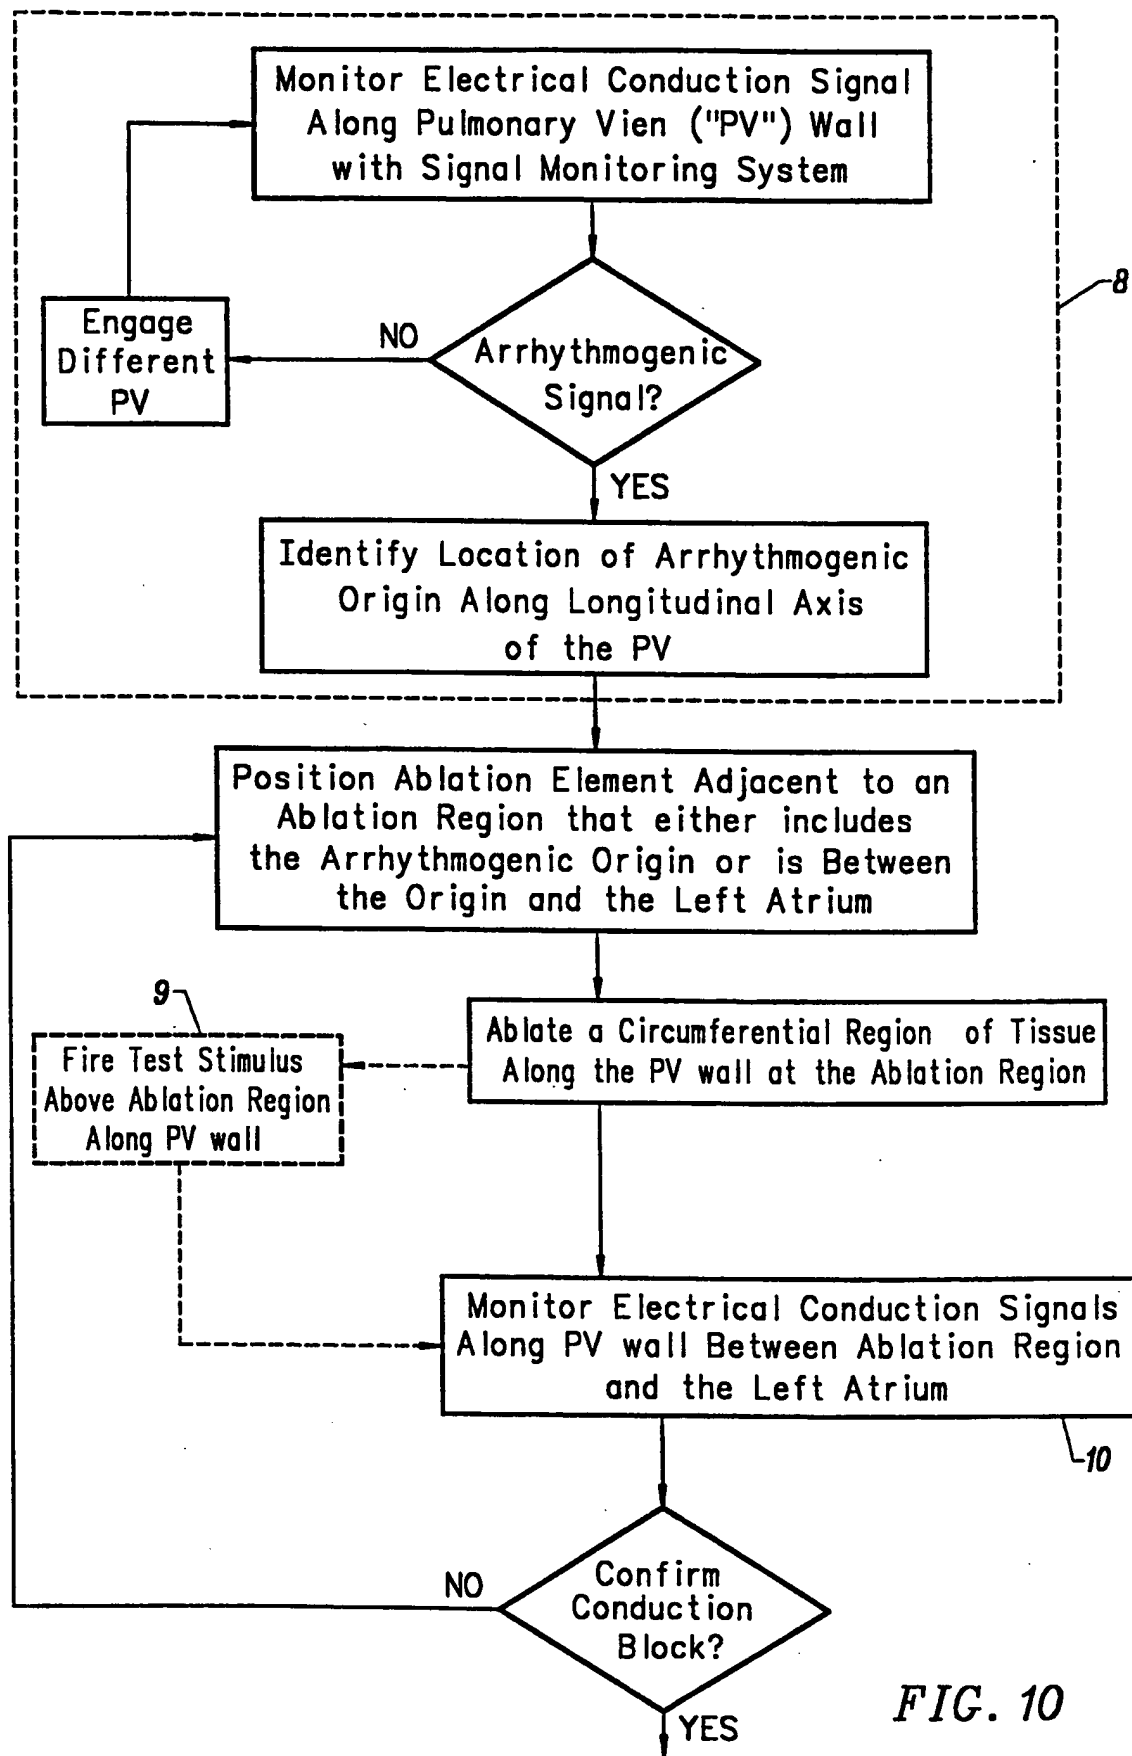 Monitor Electrical Conduction Signal
Along Pulmonary Vien ("PV") Wall
with Signal Monitoring System
8
Engage
Different
PV
NO
Arrhythmogenic
Signal?
YES
Identify Location of Arrhythmogenic
Origin Along Longitudinal Axis
of the PV
Position Ablation Element Adjacent to an
Ablation Region that either includes
the Arrhythmogenic Origin or is Between
the Origin and the Left Atrium
9
Fire Test Stimulus
Above Ablation Region
Along PV wall
Ablate a Circumferential Region of Tissue
Along the PV wall at the Ablation Region
Monitor Electrical Conduction Signals
Along PV wall Between Ablation Region
and the Left Atrium
10
NO
Confirm
Conduction
Block?
YES
FIG. 10